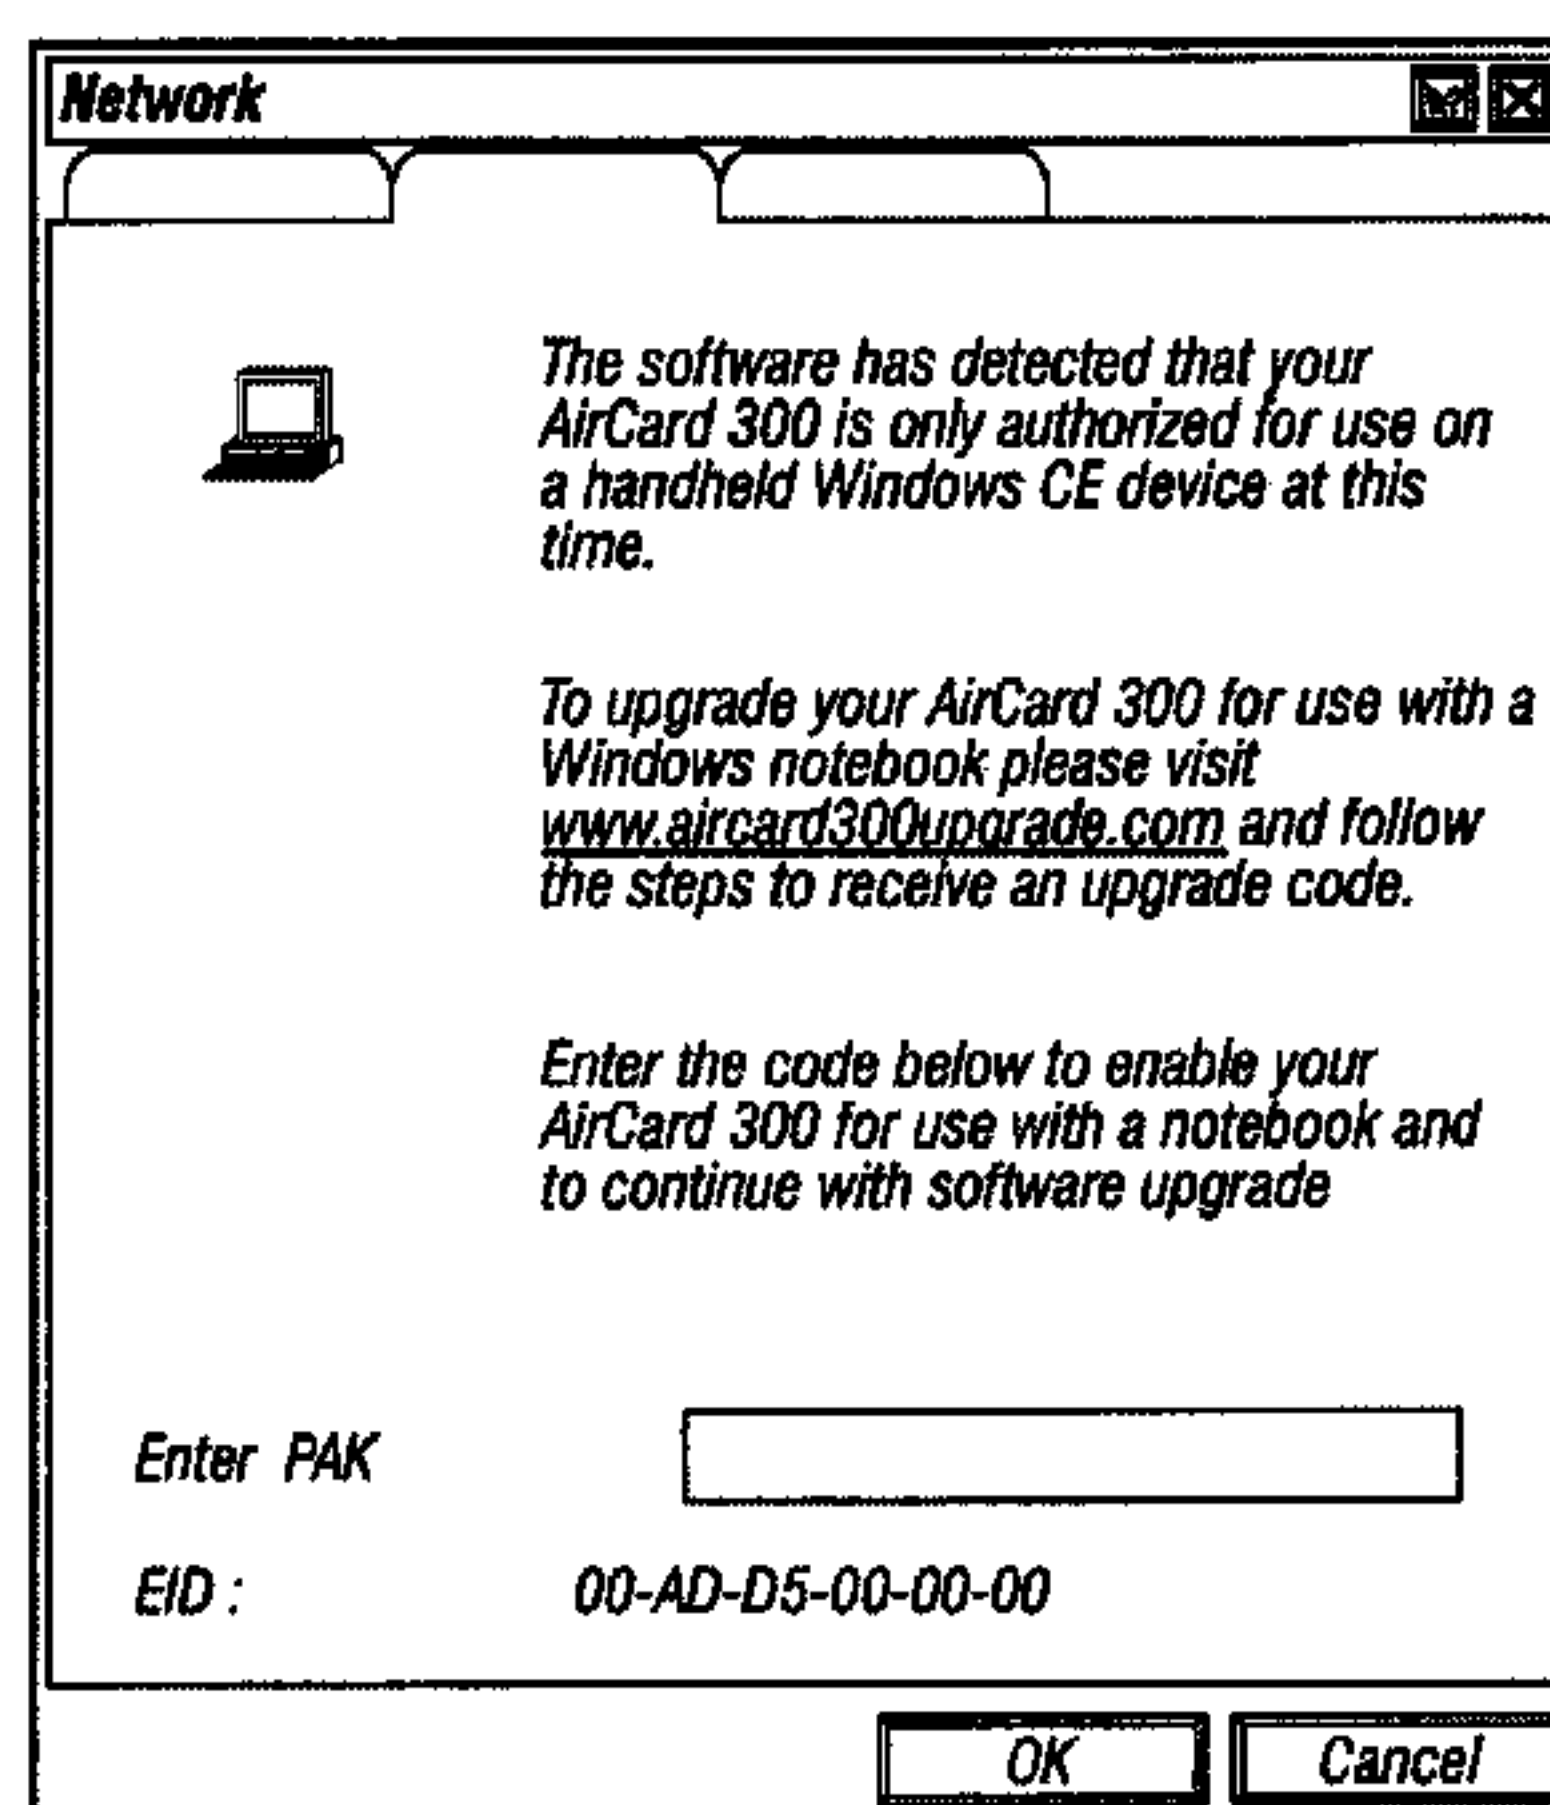 Network
The software has detected that your
AirCard 300 is only authorized for use on
a handheld Windows CE device at this
time.
To upgrade your AirCard 300 for use with a
Windows notebook please visit
www.aircard300upgrade.com and follow
the steps to receive an upgrade code.
Enter the code below to enable your
AirCard 300 for use with a notebook and
to continue with software upgrade
Enter PAK
EID : 00-AD-D5-00-00-00
OK Cancel